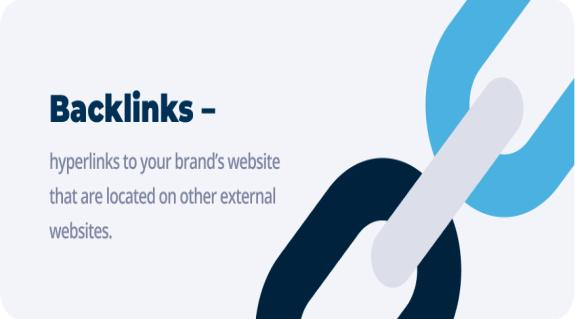 Backlinks –
hyperlinks to your brand’s website
that are located on other external
websites.